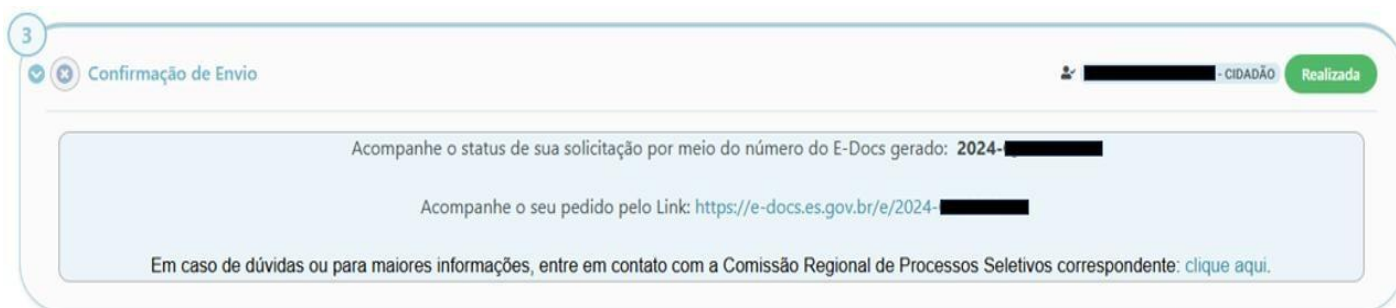 3
Confirmação de Envio
- CIDADÃO
Realizada
Acompanhe o status de sua solicitação por meio do número do E-Docs gerado: 2024-
Acompanhe o seu pedido pelo Link: https://e-docs.es.gov.br/e/2024-
Em caso de dúvidas ou para maiores informações, entre em contato com a Comissão Regional de Processos Seletivos correspondente: clique aqui.